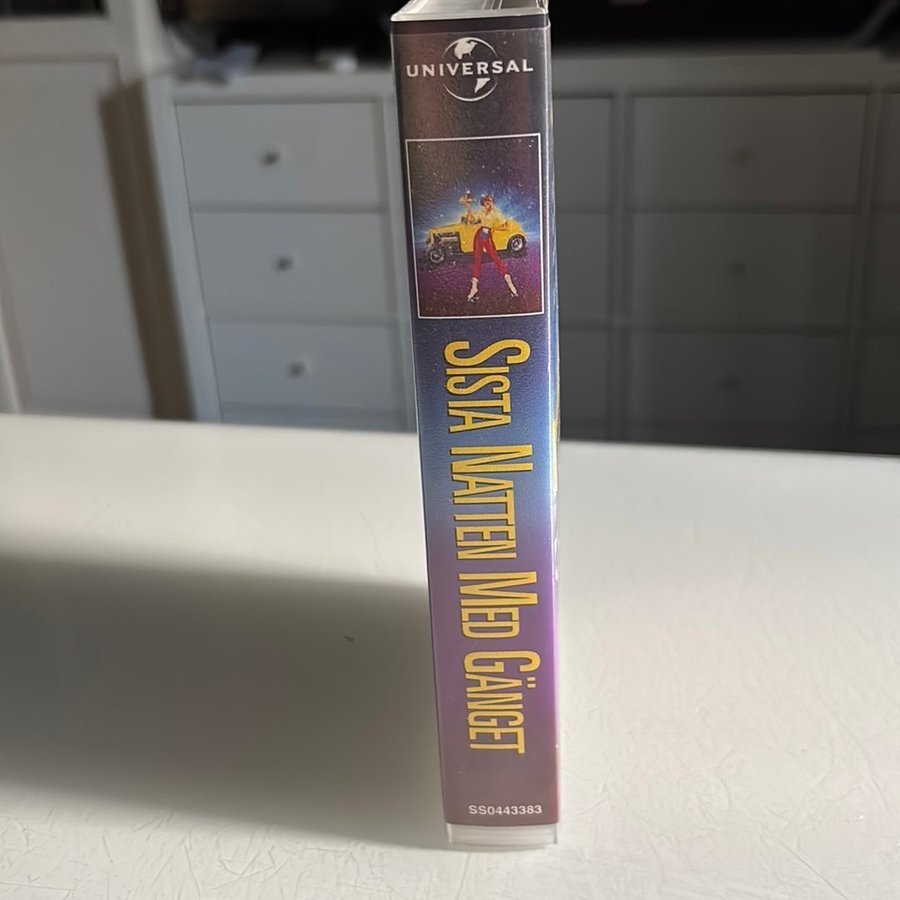 UNIVERSAL
SISTA NATTEN MED GÄNGET
SS0443383